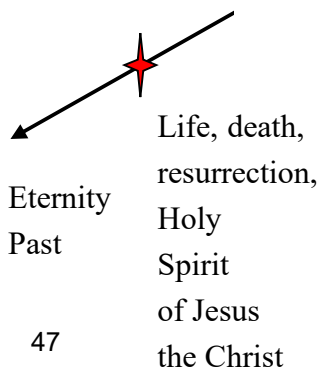 Eternity
Past
Life, death,
resurrection,
Holy
Spirit
of Jesus
the Christ
47